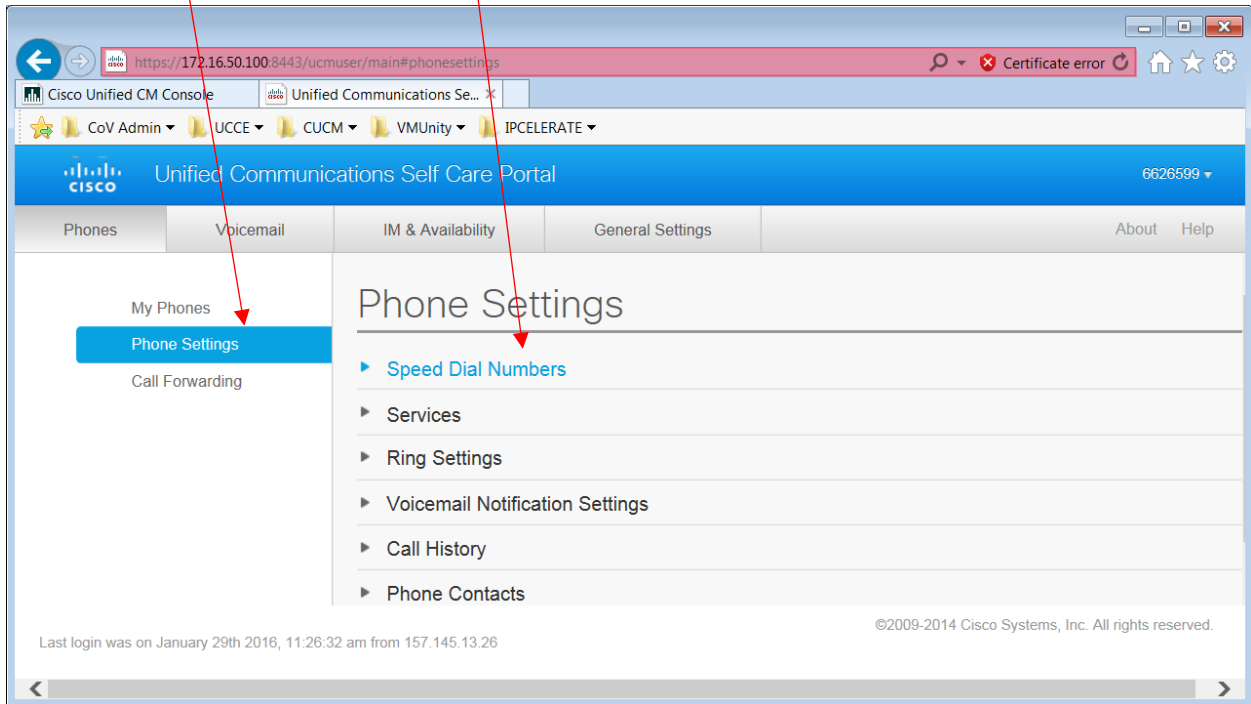 https://172.16.50.100:8443/ucmuser/main#phonesettings Certificate error
Cisco Unified CM Console Unified Communications Se...
CoV Admin UCCE CUCM VMUnity IPCELERATE
CISCO Unified Communications Self Care Portal 6626599
Phones Voicemail IM & Availability General Settings About Help
My Phones
Phone Settings
Call Forwarding
Phone Settings
Speed Dial Numbers
Services
Ring Settings
Voicemail Notification Settings
Call History
Phone Contacts
©2009-2014 Cisco Systems, Inc. All rights reserved.
Last login was on January 29th 2016, 11:26:32 am from 157.145.13.26